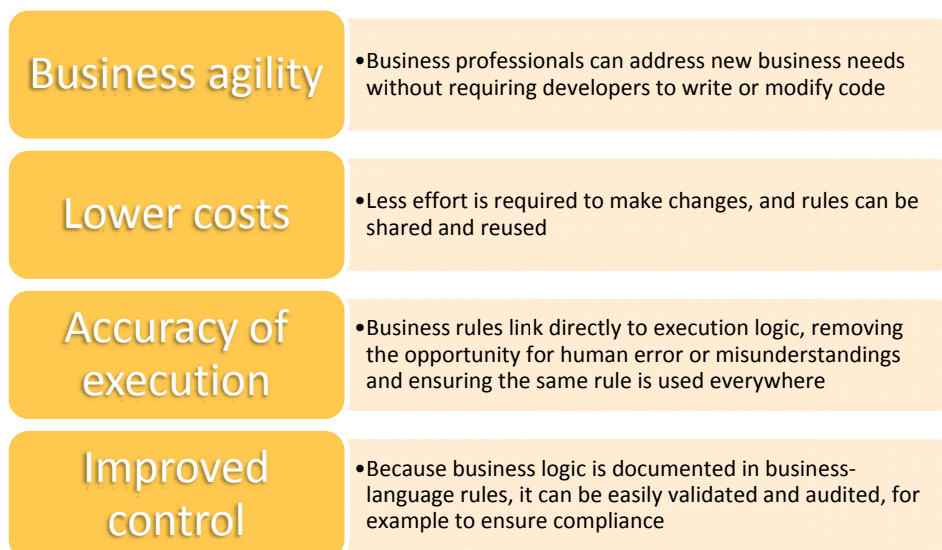 Business agility
•Business professionals can address new business needs
without requiring developers to write or modify code
Lower costs
•Less effort is required to make changes, and rules can be
shared and reused
Accuracy of
execution
•Business rules link directly to execution logic, removing
the opportunity for human error or misunderstandings
and ensuring the same rule is used everywhere
Improved
control
•Because business logic is documented in business-
language rules, it can be easily validated and audited, for
example to ensure compliance